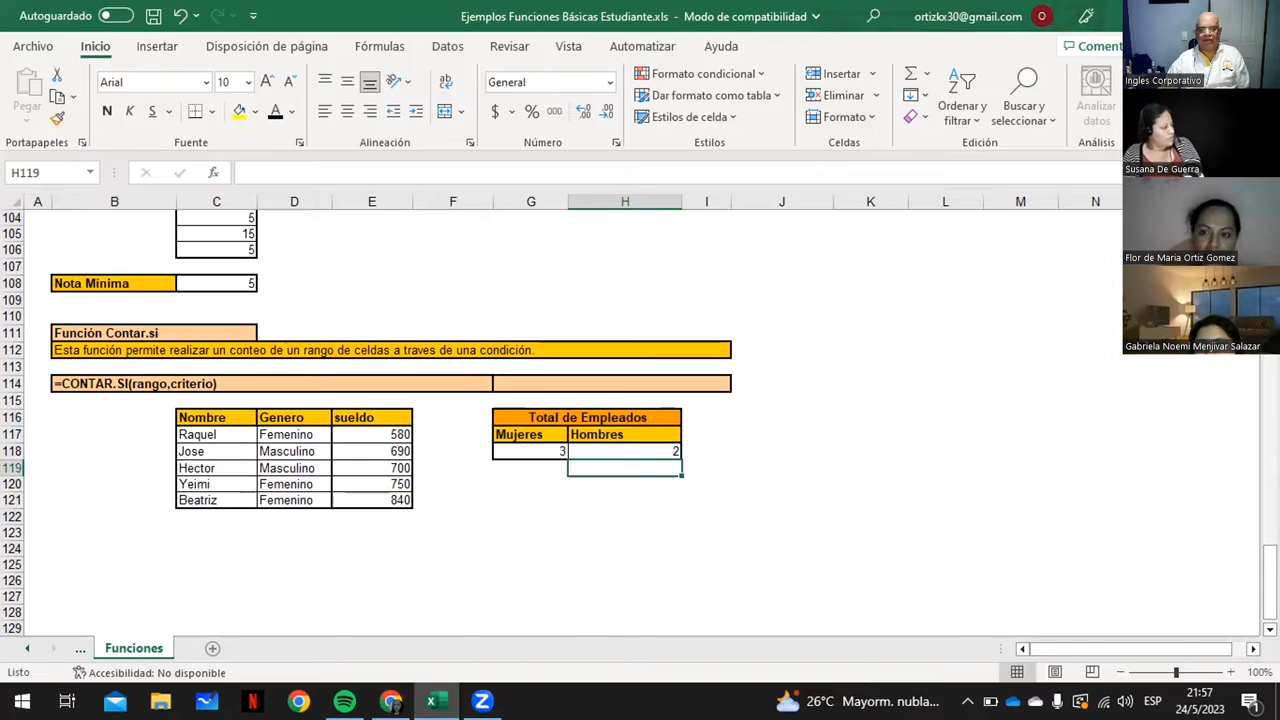 Autoguardado
Ejemplos Funciones Básicas Estudiante.xls - Modo de compatibilidad
ortizkx30@gmail.com
O
Archivo Inicio Insertar Disposición de página Fórmulas Datos Revisar Vista Automatizar Ayuda
Coment
Pegar
Arial 10
N K S
General
$ % 000
Formato condicional
Dar formato como tabla
Estilos de celda
Insertar
Eliminar
Formato
Ordenar y filtrar
Buscar y seleccionar
Analizar datos
Portapapeles Fuente Alineación Número Estilos Celdas Edición Análisis
H119
fx
A B C D E F G H I J K L M N
104 5
105 15
106 5
107
108 Nota Mínima 5
109
110
111 Función Contar.si
112 Esta función permite realizar un conteo de un rango de celdas a traves de una condición.
113
114 =CONTAR.SI(rango,criterio)
115
116 Nombre Genero sueldo Total de Empleados
117 Raquel Femenino 580 Mujeres Hombres
118 Jose Masculino 690 3 2
119 Hector Masculino 700
120 Yeimi Femenino 750
121 Beatriz Femenino 840
122
123
124
125
126
127
128
129
... Funciones
Listo Accesibilidad: No disponible
100%
26°C Mayorm. nubla...
ESP
21:57
24/5/2023
1
Ingles Corporativo
Susana De Guerra
Flor de Maria Ortiz Gomez
Gabriela Noemi Menjivar Salazar